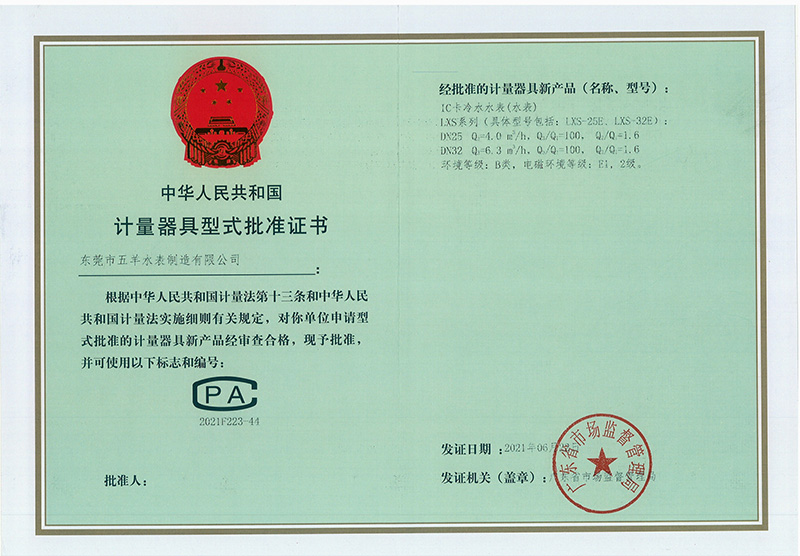 中华人民共和国
计量器具型式批准证书
东莞市五羊水表制造有限公司：
根据中华人民共和国计量法第十三条和中华人民
共和国计量法实施细则有关规定，对你单位申请型
式批准的计量器具新产品经审查合格，现予批准，
并可使用以下标志和编号：
CPA
2021F223-44
批准人：
经批准的计量器具新产品（名称、型号）：
IC卡冷水水表(水表)
LXS系列（具体型号包括：LXS-25E、LXS-32E）；
DN25 Q₃=4.0 m³/h，Q₃/Q₁=100， Q₂/Q₁=1.6
DN32 Q₃=6.3 m³/h，Q₃/Q₁=100， Q₂/Q₁=1.6
环境等级：B类，电磁环境等级：E1，2级。
发证日期：2021年06月
发证机关（盖章）：广东省市场监督管理局
广东省市场监督管理局